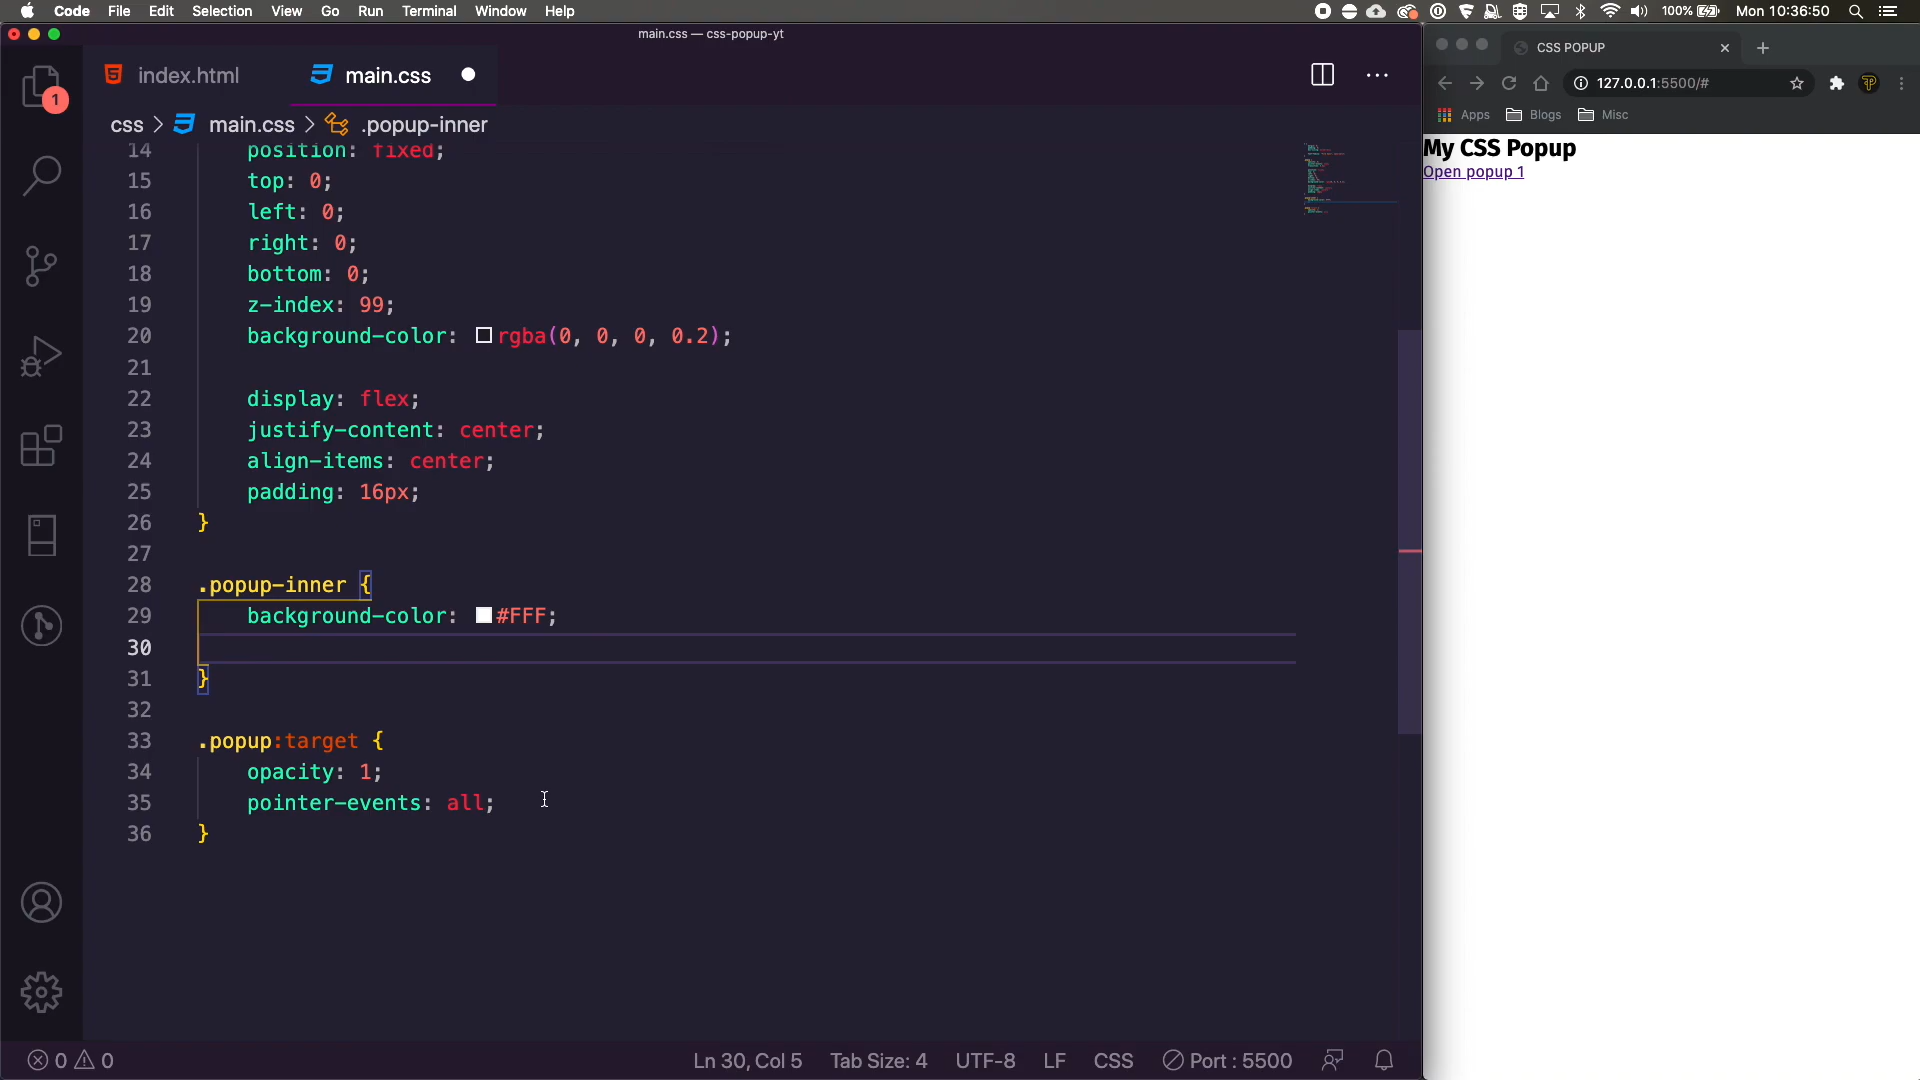 Code File Edit Selection View Go Run Terminal Window Help
100% Mon 10:36:50
main.css — css-popup-yt
index.html main.css
1
css > main.css > .popup-inner
14 position: fixed;
15 top: 0;
16 left: 0;
17 right: 0;
18 bottom: 0;
19 z-index: 99;
20 background-color: rgba(0, 0, 0, 0.2);
21
22 display: flex;
23 justify-content: center;
24 align-items: center;
25 padding: 16px;
26 }
27
28 .popup-inner {
29 background-color: #FFF;
30
31 }
32
33 .popup:target {
34 opacity: 1;
35 pointer-events: all;
36 }
0 0 Ln 30, Col 5 Tab Size: 4 UTF-8 LF CSS Port : 5500
CSS POPUP
127.0.0.1:5500/#
Apps Blogs Misc
My CSS Popup
Open popup 1